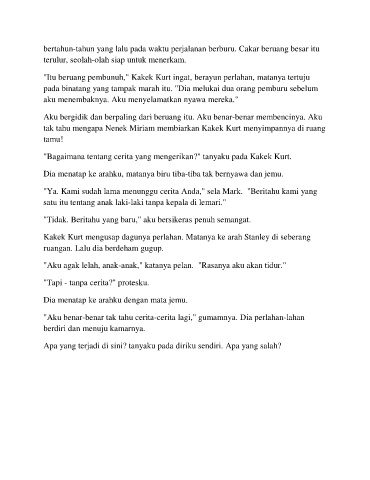 bertahun-tahun yang lalu pada waktu perjalanan berburu. Cakar beruang besar itu
terulur, seolah-olah siap untuk menerkam.
"Itu beruang pembunuh," Kakek Kurt ingat, berayun perlahan, matanya tertuju
pada binatang yang tampak marah itu. "Dia melukai dua orang pemburu sebelum
aku menembaknya. Aku menyelamatkan nyawa mereka."
Aku bergidik dan berpaling dari beruang itu. Aku benar-benar membencinya. Aku
tak tahu mengapa Nenek Miriam membiarkan Kakek Kurt menyimpannya di ruang
tamu!
"Bagaimana tentang cerita yang mengerikan?" tanyaku pada Kakek Kurt.
Dia menatap ke arahku, matanya biru tiba-tiba tak bernyawa dan jemu.
"Ya. Kami sudah lama menunggu cerita Anda," sela Mark. "Beritahu kami yang
satu itu tentang anak laki-laki tanpa kepala di lemari."
"Tidak. Beritahu yang baru," aku bersikeras penuh semangat.
Kakek Kurt mengusap dagunya perlahan. Matanya ke arah Stanley di seberang
ruangan. Lalu dia berdeham gugup.
"Aku agak lelah, anak-anak," katanya pelan. "Rasanya aku akan tidur."
"Tapi - tanpa cerita?" protesku.
Dia menatap ke arahku dengan mata jemu.
"Aku benar-benar tak tahu cerita-cerita lagi," gumamnya. Dia perlahan-lahan
berdiri dan menuju kamarnya.
Apa yang terjadi di sini? tanyaku pada diriku sendiri. Apa yang salah?